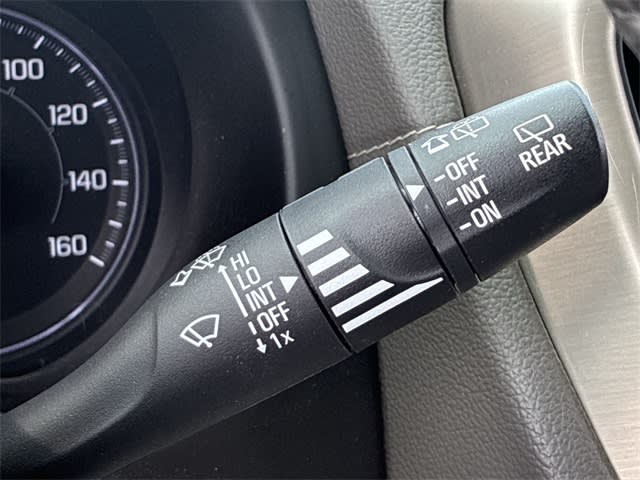 100
120
140
160
HI
LO
INT
OFF
1x
-OFF
-INT
-ON
REAR